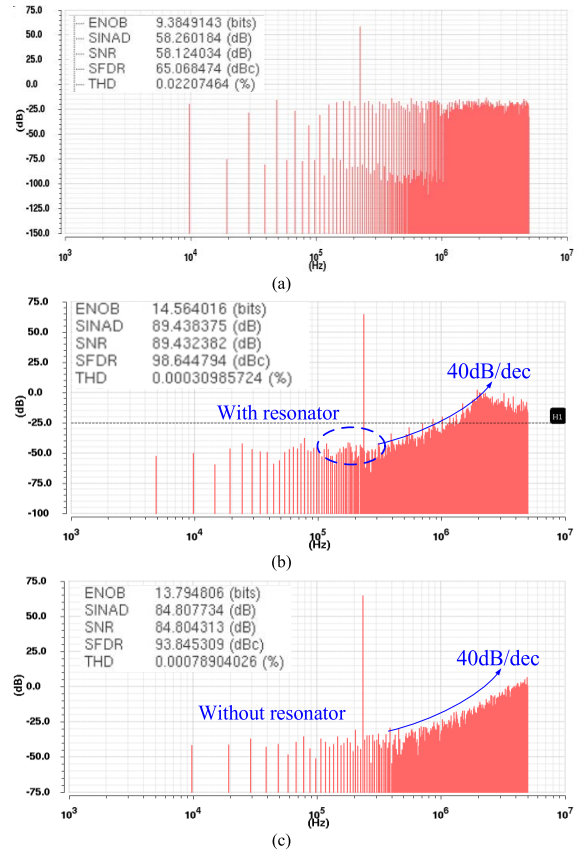 (a)
75.0
50.0
25.0
0.0
-25.0
-50.0
-75.0
-100.0
-125.0
-150.0
(dB)
ENOB 9.3849143 (bits)
SINAD 58.260184 (dB)
SNR 58.124034 (dB)
SFDR 65.068474 (dBc)
THD 0.02207464 (%)
10³ 10⁴ 10⁵ 10⁶ 10⁷
(Hz)
(a)
75.0
50.0
25.0
0.0
-25.0
-50.0
-75.0
-100
(dB)
ENOB 14.564016 (bits)
SINAD 89.438375 (dB)
SNR 89.432382 (dB)
SFDR 98.644794 (dBc)
THD 0.00030985724 (%)
40dB/dec
With resonator
H1
10³ 10⁴ 10⁵ 10⁶ 10⁷
(Hz)
(b)
75.0
50.0
25.0
0.0
-25.0
-50.0
-75.0
(dB)
ENOB 13.794806 (bits)
SINAD 84.807734 (dB)
SNR 84.804313 (dB)
SFDR 93.845309 (dBc)
THD 0.00078904026 (%)
40dB/dec
Without resonator
10³ 10⁴ 10⁵ 10⁶ 10⁷
(Hz)
(c)